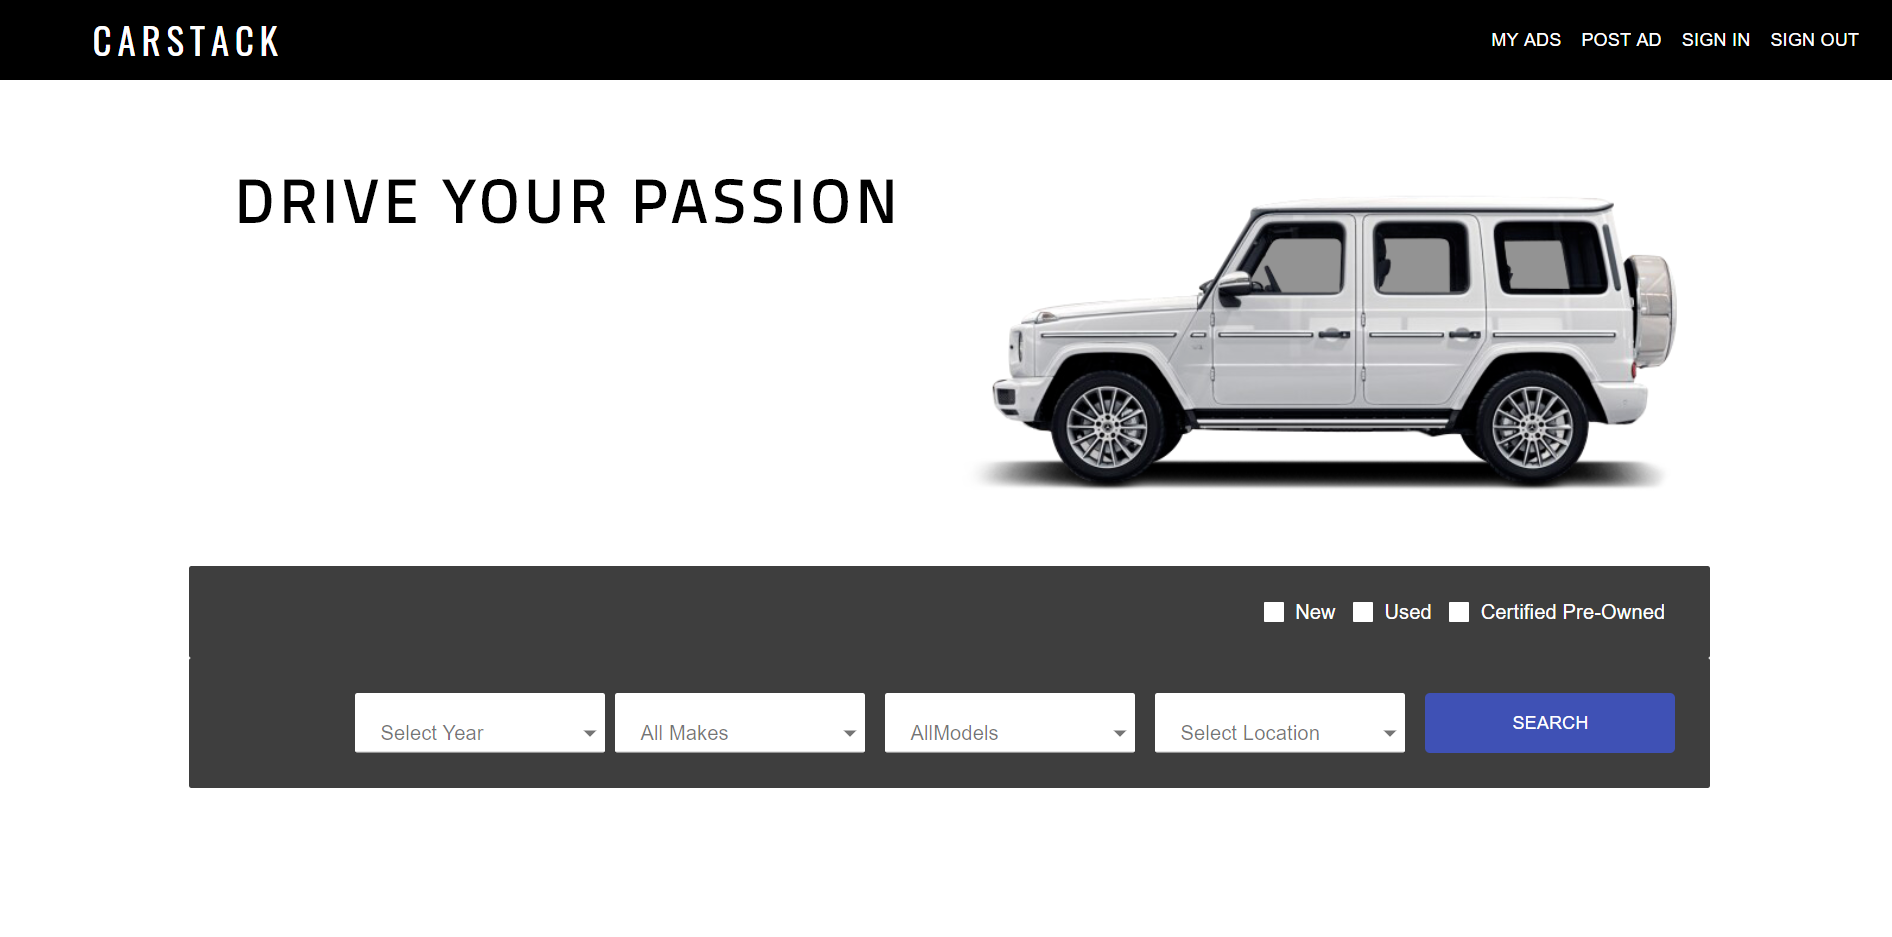 CARSTACK
MY ADS POST AD SIGN IN SIGN OUT
DRIVE YOUR PASSION
New Used Certified Pre-Owned
Select Year All Makes AllModels Select Location SEARCH